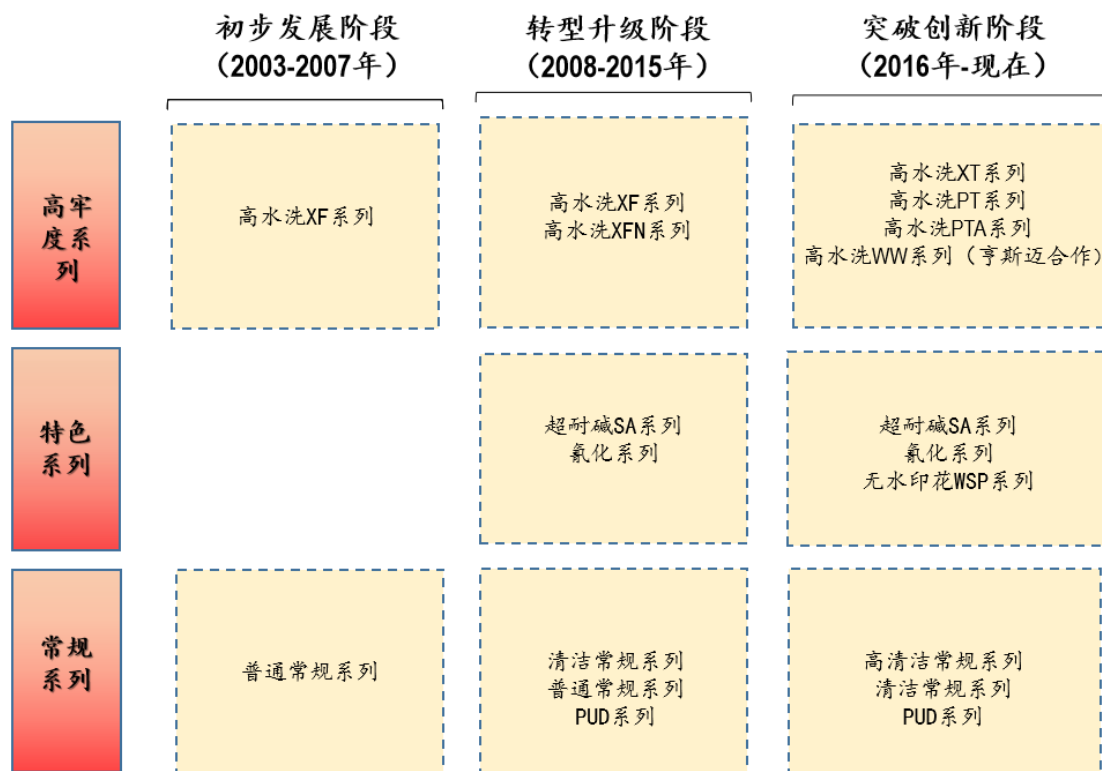 初步发展阶段
（2003-2007年）
转型升级阶段
（2008-2015年）
突破创新阶段
（2016年-现在）
高牢
度系
列
高水洗XF系列
高水洗XF系列
高水洗XFN系列
高水洗XT系列
高水洗PT系列
高水洗PTA系列
高水洗WW系列（亨斯迈合作）
特色
系列
超耐碱SA系列
氰化系列
超耐碱SA系列
氰化系列
无水印花WSP系列
常规
系列
普通常规系列
清洁常规系列
普通常规系列
PUD系列
高清洁常规系列
清洁常规系列
PUD系列